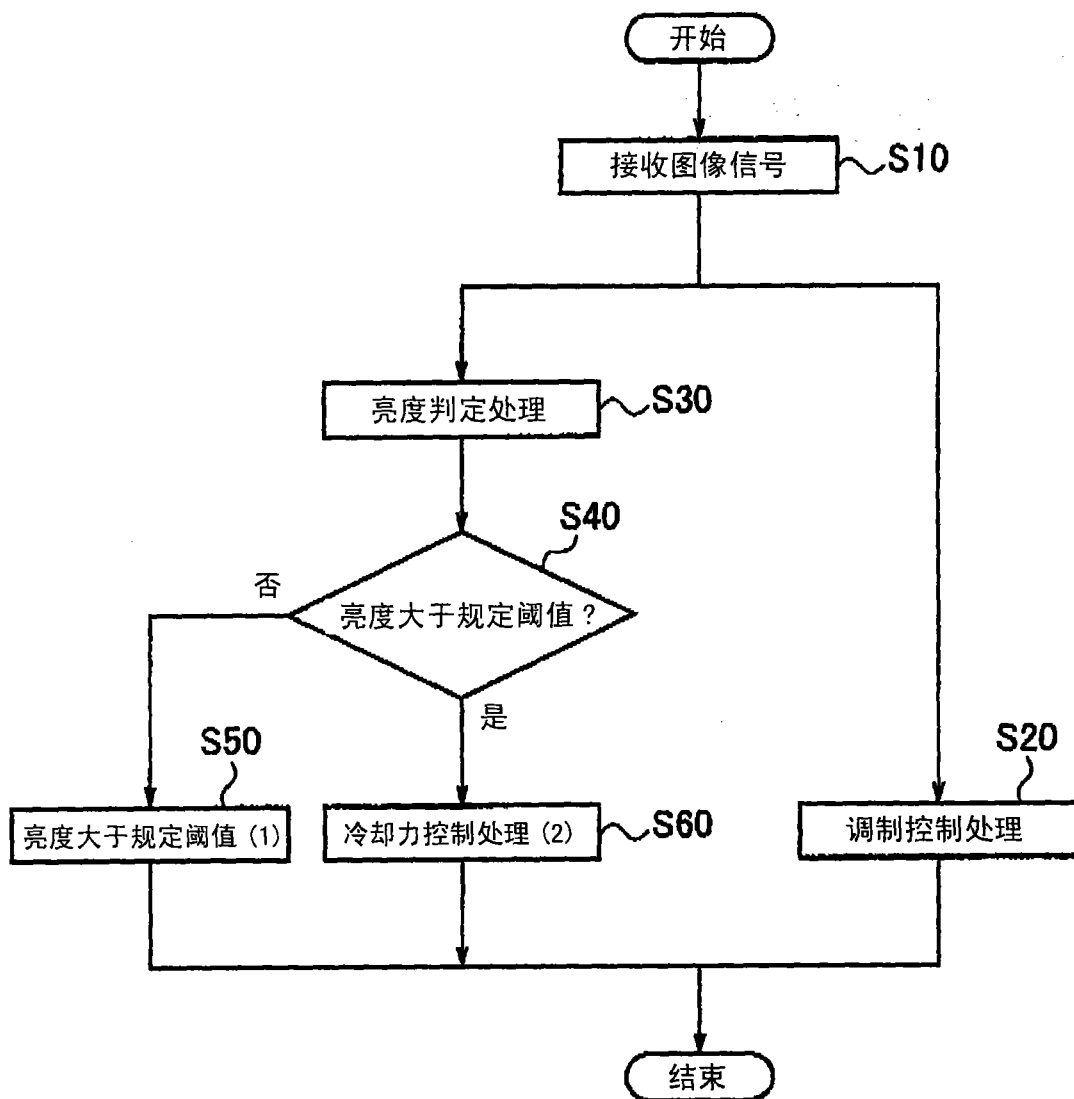 开始
接收图像信号
S10
亮度判定处理
S30
S40
否
亮度大于规定阈值?
是
S50
S20
亮度大于规定阈值(1)
冷却力控制处理(2)
S60
调制控制处理
结束